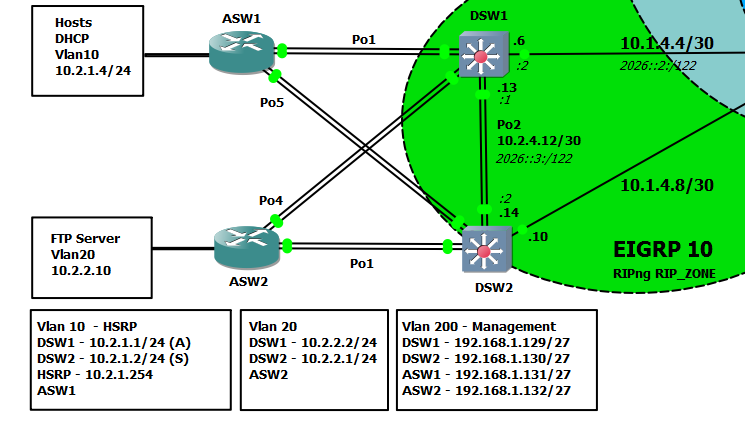 ASW1
DSW1
Hosts
DHCP
Vlan10
10.2.1.4/24
Po1
.6
:2
10.1.4.4/30
2026::2:/122
.13
:1
Po5
Po2
10.2.4.12/30
2026::3:/122
Po4
:2
.14
10.1.4.8/30
FTP Server
Vlan20
10.2.2.10
.10
EIGRP 10
RIPng RIP_ZONE
Po1
ASW2
DSW2
Vlan 10 - HSRP
DSW1 - 10.2.1.1/24 (A)
DSW2 - 10.2.1.2/24 (S)
HSRP - 10.2.1.254
ASW1
Vlan 20
DSW1 - 10.2.2.2/24
DSW2 - 10.2.2.1/24
ASW2
Vlan 200 - Management
DSW1 - 192.168.1.129/27
DSW2 - 192.168.1.130/27
ASW1 - 192.168.1.131/27
ASW2 - 192.168.1.132/27